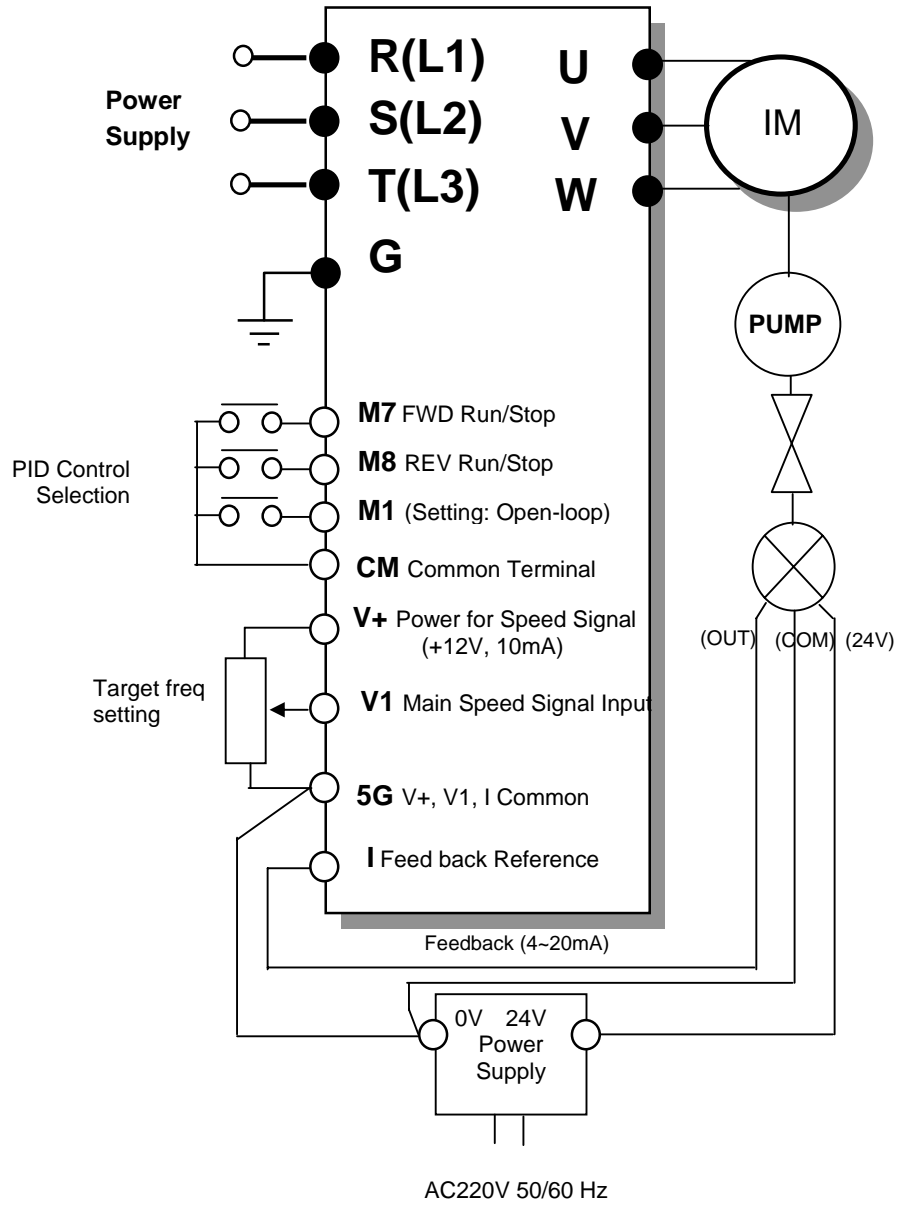 R(L1)
S(L2)
T(L3)
G
U
V
W
IM
Power
Supply
PUMP
M7 FWD Run/Stop
M8 REV Run/Stop
M1 (Setting: Open-loop)
CM Common Terminal
PID Control
Selection
V+ Power for Speed Signal
(+12V, 10mA)
V1 Main Speed Signal Input
Target freq
setting
5G V+, V1, I Common
I Feed back Reference
(OUT) (COM) (24V)
Feedback (4~20mA)
0V 24V
Power
Supply
AC220V 50/60 Hz